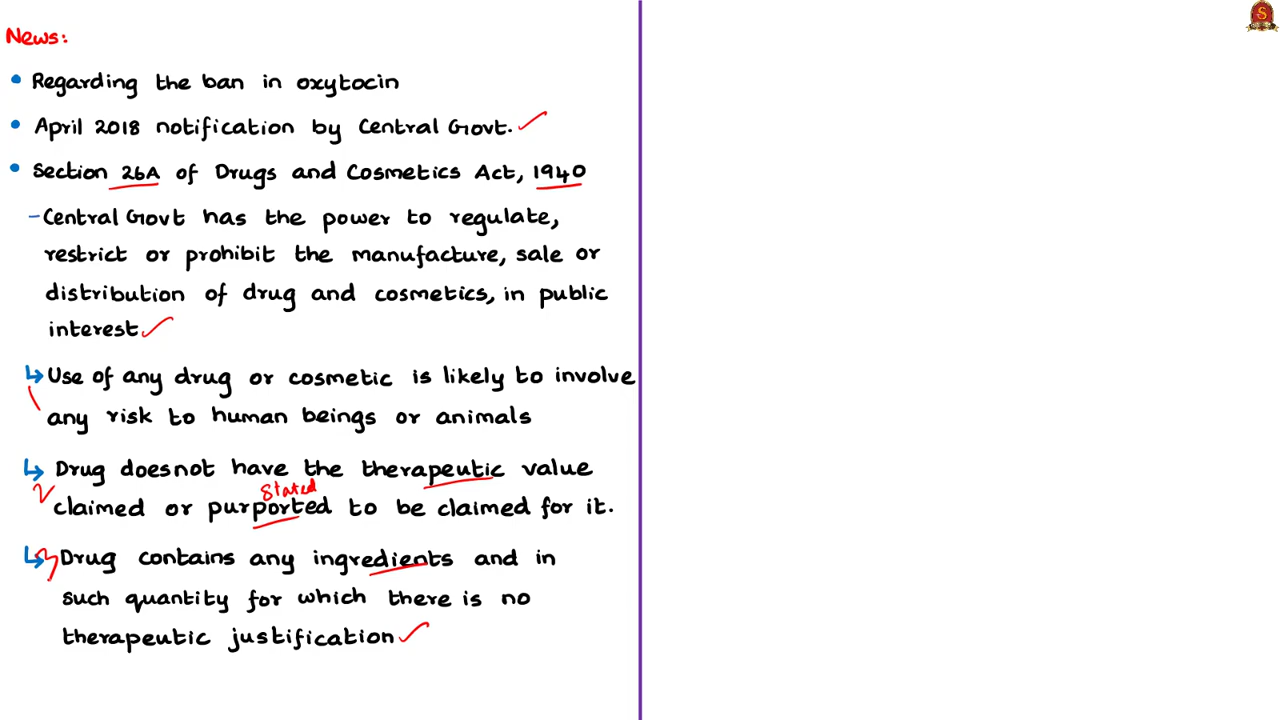 News:
• Regarding the ban in oxytocin
• April 2018 notification by Central Govt.
• Section 26A of Drugs and Cosmetics Act, 1940
- Central Govt has the power to regulate,
restrict or prohibit the manufacture, sale or
distribution of drug and cosmetics, in public
interest
↳ Use of any drug or cosmetic is likely to involve
any risk to human beings or animals
↳ Drug doesnot have the therapeutic value
2 stated
claimed or purported to be claimed for it.
↳ 3 Drug contains any ingredients and in
such quantity for which there is no
therapeutic justification
S